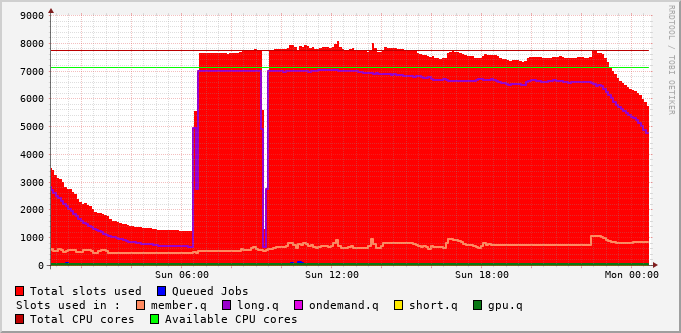 9000
8000
7000
6000
5000
4000
3000
2000
1000
0
Sun 06:00 Sun 12:00 Sun 18:00 Mon 00:00
Total slots used Queued Jobs
Slots used in : member.q long.q ondemand.q short.q gpu.q
Total CPU cores Available CPU cores
RRDTOOL / TOBI OETIKER